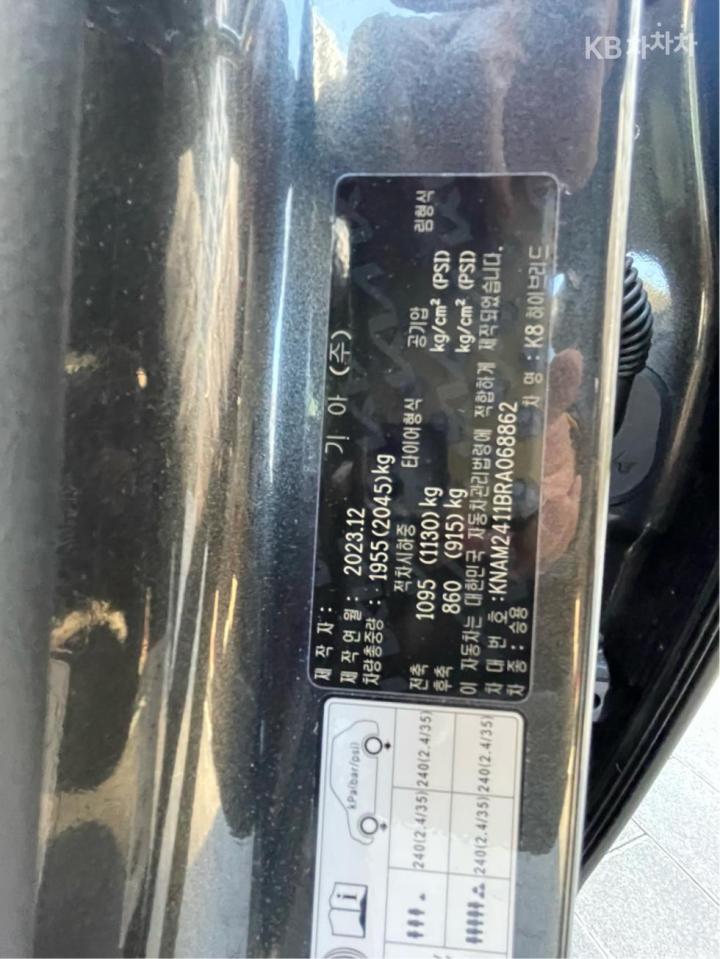 KB 차차차
제 작 자 : 기 아 (주)
제 작 연 월 : 2023.12
차량총중량 : 1955(2045)kg
적차시하중 타이어형식 공기압 림형식
전축 1095 (1130)kg kg/cm² (PSI)
후축 860 (915)kg kg/cm² (PSI)
이 자동차는 대한민국 자동차관리법령에 적합하게 제작되었습니다.
차 대 번 호 :KNAM2411BRA068862
차 종 : 승용 차 명 : K8 하이브리드
kPa(bar/psi)
240(2.4/35) 240(2.4/35)
240(2.4/35) 240(2.4/35)